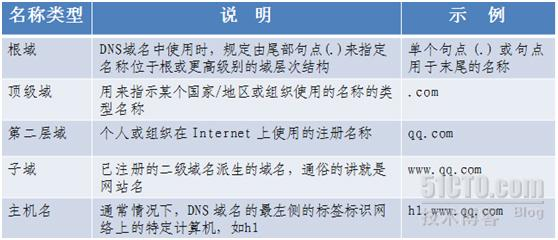 名称类型 说 明 示 例
根域 DNS域名中使用时，规定由尾部句点(.)来指定 单个句点（.）或句点
名称位于根或更高级别的域层次结构 用于末尾的名称
顶级域 用来指示某个国家/地区或组织使用的名称的类 .com
型名称
第二层域 个人或组织在 Internet 上使用的注册名称 qq.com
子域 已注册的二级域名派生的域名，通俗的讲就是 www.qq.com
网站名
主机名 通常情况下，DNS 域名的最左侧的标签标识网 h1.www.qq.com
络上的特定计算机，如h1
51CTO.com
技术博客 Blog